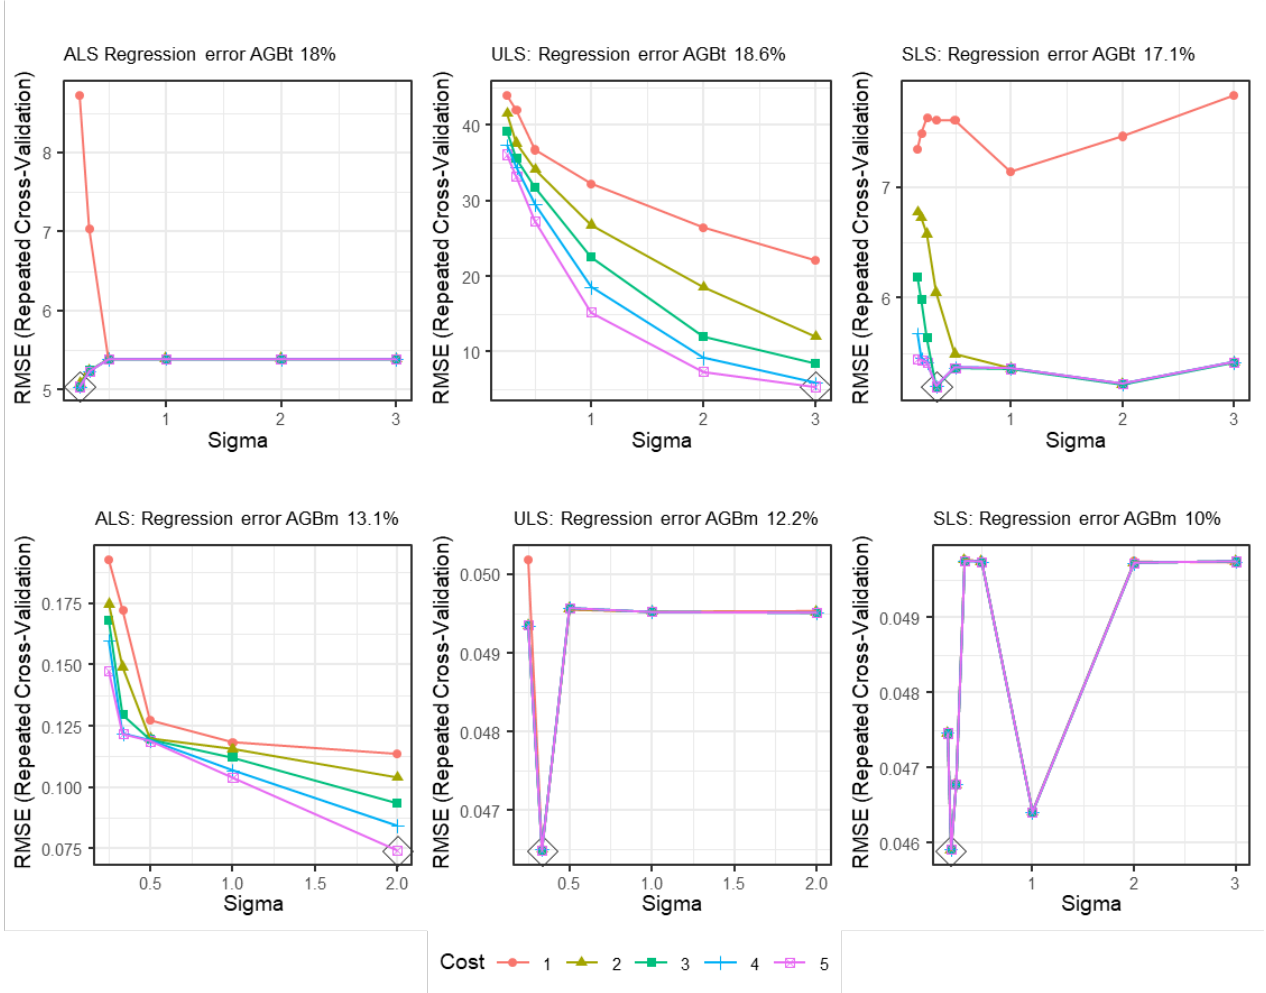 ALS Regression error AGBt 18%
RMSE (Repeated Cross-Validation)
8
7
6
5
1 2 3
Sigma
ULS: Regression error AGBt 18.6%
RMSE (Repeated Cross-Validation)
40
30
20
10
1 2 3
Sigma
SLS: Regression error AGBt 17.1%
RMSE (Repeated Cross-Validation)
7
6
1 2 3
Sigma
ALS: Regression error AGBm 13.1%
RMSE (Repeated Cross-Validation)
0.175
0.150
0.125
0.100
0.075
0.5 1.0 1.5 2.0
Sigma
ULS: Regression error AGBm 12.2%
RMSE (Repeated Cross-Validation)
0.050
0.049
0.048
0.047
0.5 1.0 1.5 2.0
Sigma
SLS: Regression error AGBm 10%
RMSE (Repeated Cross-Validation)
0.049
0.048
0.047
0.046
1 2 3
Sigma
Cost 1 2 3 4 5